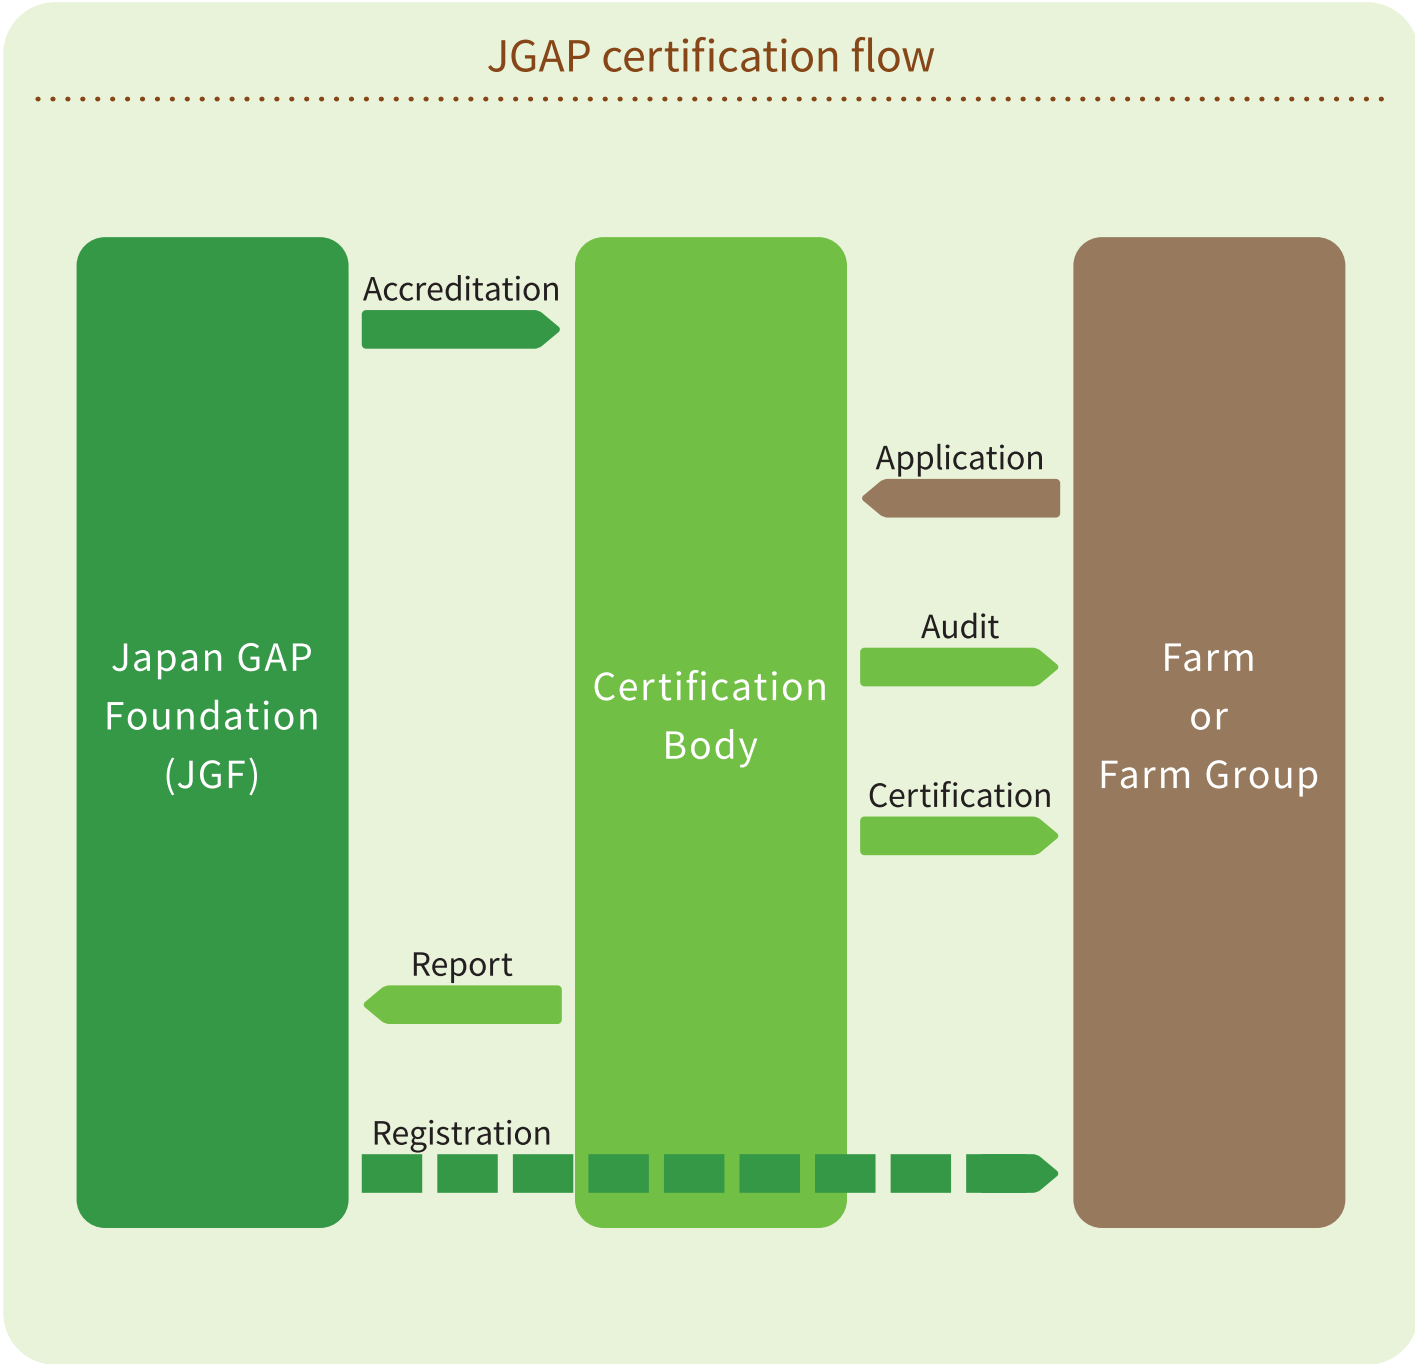 JGAP certification flow
Accreditation
Application
Audit
Japan GAP
Foundation
(JGF)
Certification
Body
Farm
or
Farm Group
Certification
Report
Registration